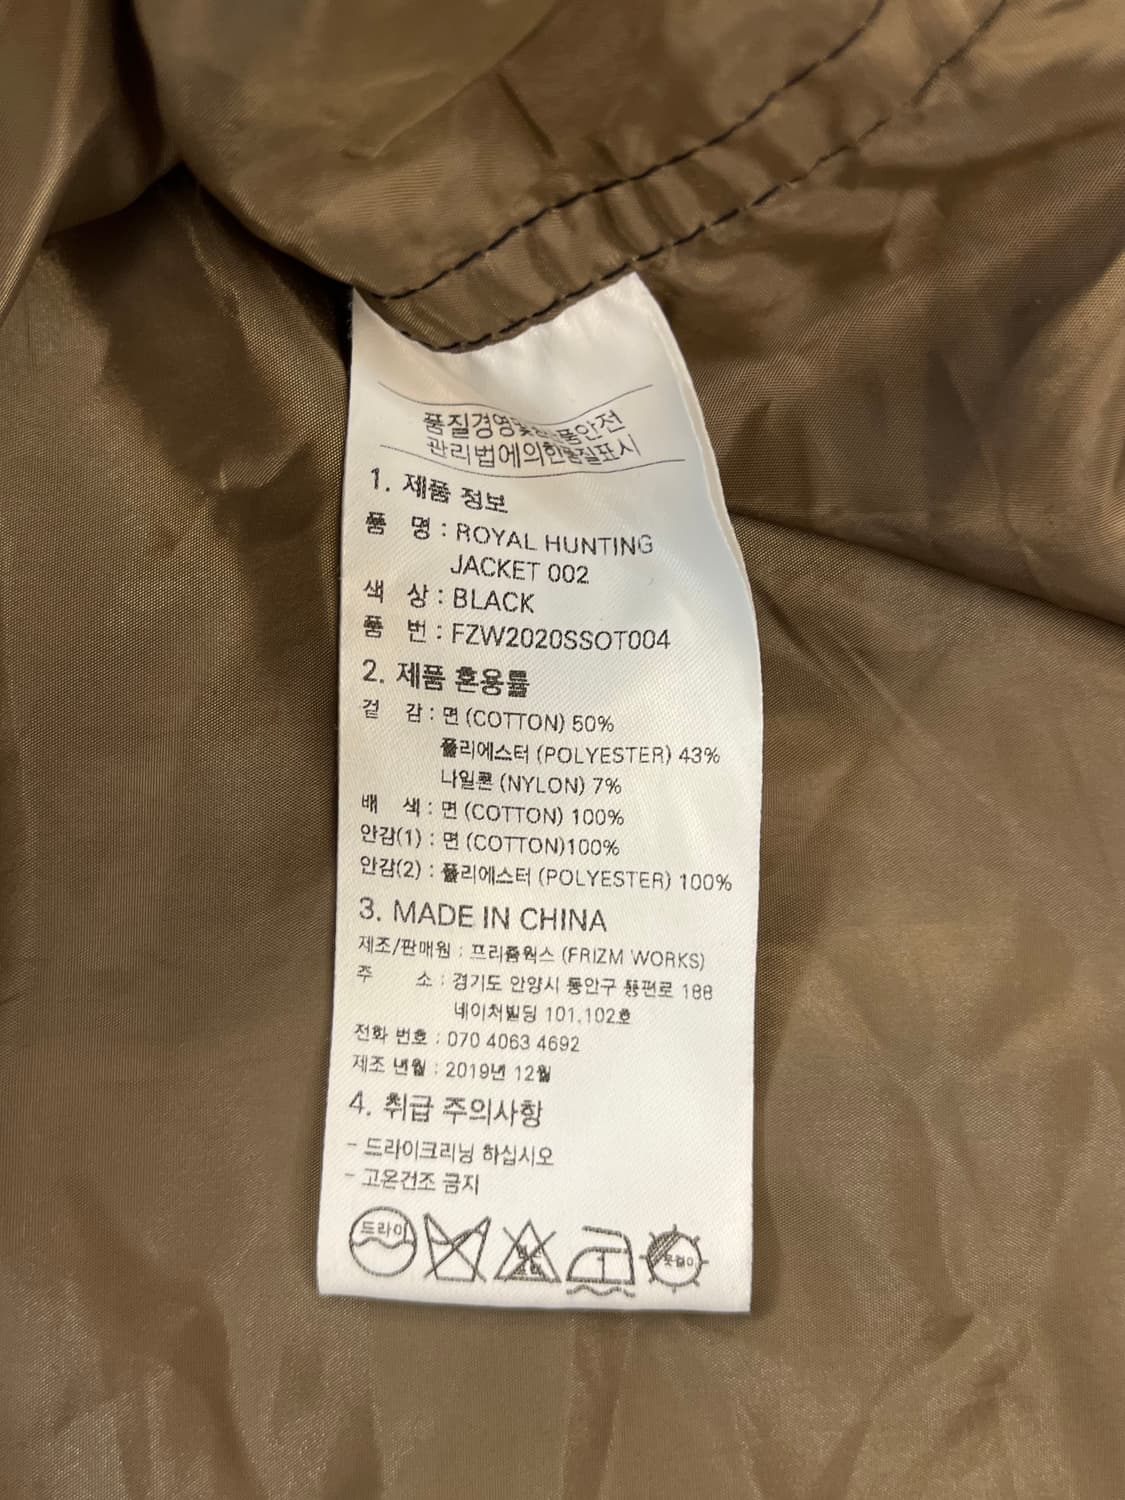 품질경영및 품안전
관리법에의한품질표시
1. 제품 정보
품 명 : ROYAL HUNTING
JACKET 002
색 상 : BLACK
품 번 : FZW2020SSOT004
2. 제품 혼용률
겉 감 : 면 (COTTON) 50%
폴리에스터 (POLYESTER) 43%
나일론 (NYLON) 7%
배 색 : 면 (COTTON) 100%
안감(1) : 면 (COTTON)100%
안감(2) : 폴리에스터 (POLYESTER) 100%
3. MADE IN CHINA
제조/판매원 : 프리즘웍스 (FRIZM WORKS)
주 소 : 경기도 안양시 동안구 188
네이처빌딩 101,102호
전화 번호 : 070 4063 4692
제조 년월 : 2019년 12월
4. 취급 주의사항
- 드라이크리닝 하십시오
- 고온건조 금지
드라이 1 옷걸이